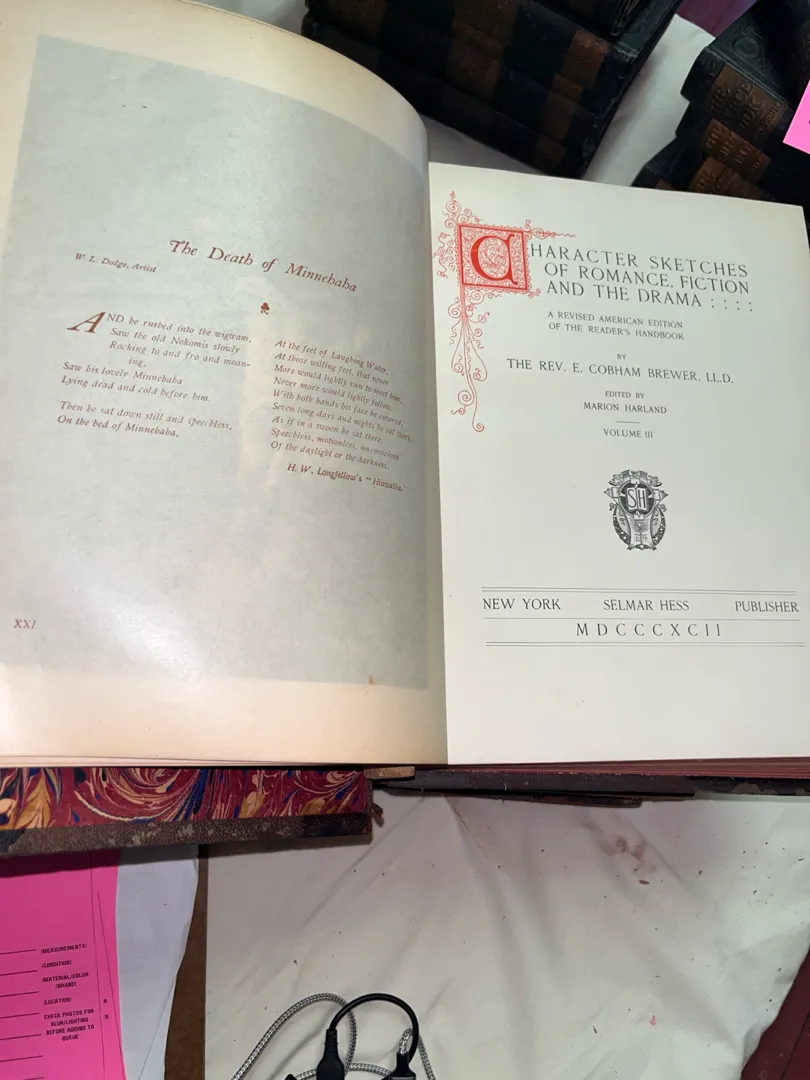 The Death of Minnehaha
W. L. Dodge, Artist
AND he rushed into the wigwam,
Saw the old Nokomis slowly
Rocking to and fro and moan-
ing,
Saw his lovely Minnehaha
Lying dead and cold before him.
Then he sat down still and speechless,
On the bed of Minnehaha,
At the feet of Laughing Water,
At those willing feet, that never
More would lightly run to meet him,
Never more would lightly follow.
With both hands his face he covered,
Seven long days and nights he sat there,
As if in a swoon he sat there,
Speechless, motionless, unconscious
Of the daylight or the darkness.
H. W. Longfellow's "Hiawatha."
XXI
CHARACTER SKETCHES
OF ROMANCE, FICTION
AND THE DRAMA : : : :
A REVISED AMERICAN EDITION
OF THE READER'S HANDBOOK
BY
THE REV. E. COBHAM BREWER, LL.D.
EDITED BY
MARION HARLAND
VOLUME III
SH
NEW YORK SELMAR HESS PUBLISHER
MDCCCXCII
(MEASUREMENTS)
(CONDITION)
(MATERIAL/COLOR
(BRAND)
(LOCATION)
CHECK PHOTOS FOR
BLUR/LIGHTING
BEFORE ADDING TO
QUEUE